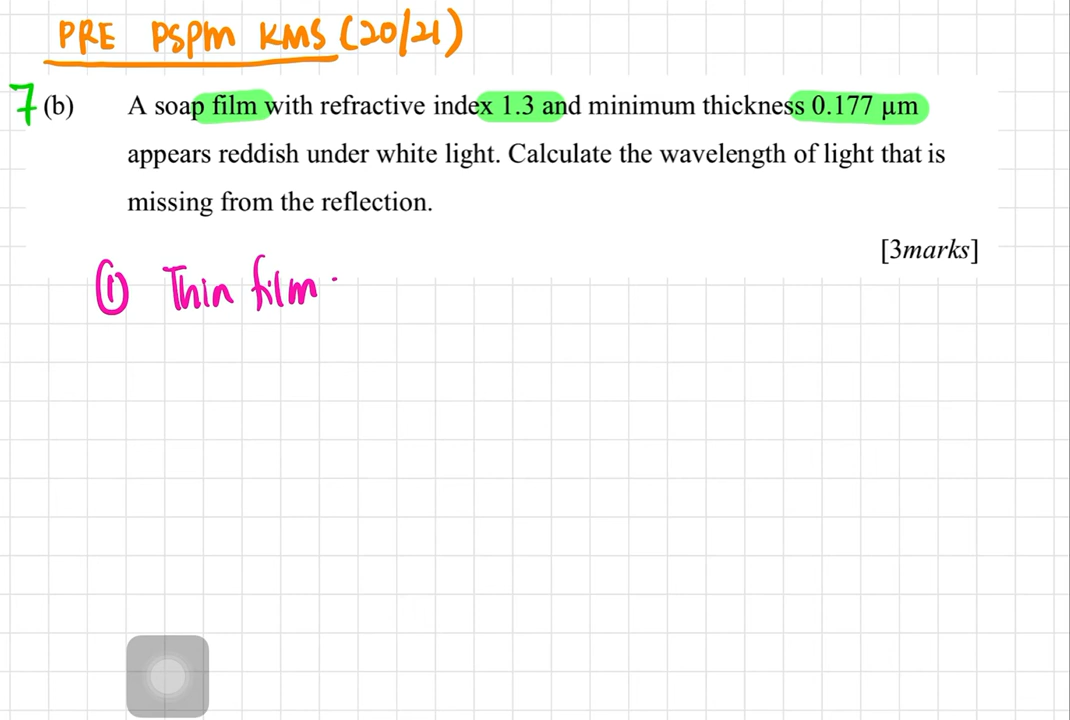 PRE PSPM KMS (20/21)
7 (b) A soap film with refractive index 1.3 and minimum thickness 0.177 µm
appears reddish under white light. Calculate the wavelength of light that is
missing from the reflection.
[3marks]
① Thin film